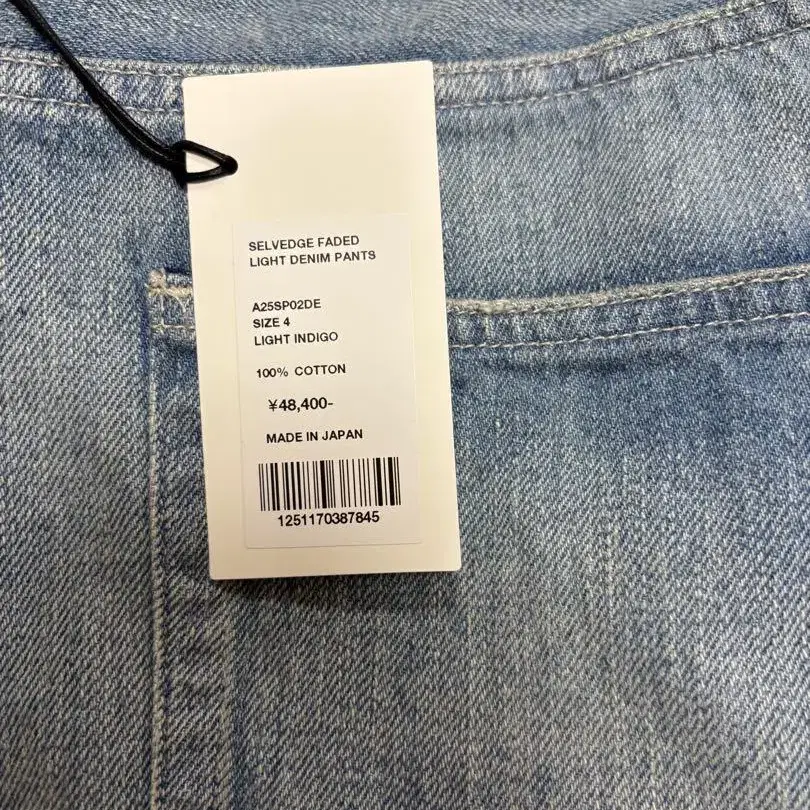 SELVEDGE FADED
LIGHT DENIM PANTS
A25SP02DE
SIZE 4
LIGHT INDIGO
100% COTTON
¥48,400-
MADE IN JAPAN
1251170387845